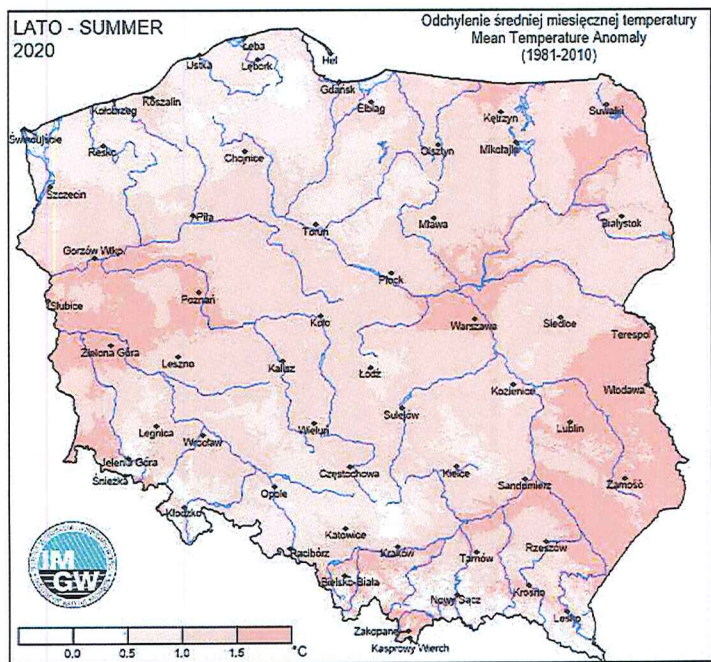 LATO - SUMMER
2020
Odchylenie średniej miesięcznej temperatury
Mean Temperature Anomaly
(1981-2010)
Łeba
Hel
Ustka
Lębork
Gdańsk
Koszalin
Kołobrzeg
Elbląg
Kętrzyn
Suwałki
Świnoujście
Resko
Chojnice
Olsztyn
Mikołajki
Szczecin
Piła
Toruń
Mława
Białystok
Gorzów Wlkp.
Płock
Słubice
Poznań
Koło
Warszawa
Siedlce
Terespol
Zielona Góra
Leszno
Kalisz
Łódź
Kozienice
Włodawa
Sulejów
Lublin
Legnica
Wrocław
Wieluń
Jelenia Góra
Śnieżka
Częstochowa
Kielce
Sandomierz
Zamość
Opole
Kłodzko
Katowice
Racibórz
Kraków
Tarnów
Rzeszów
Bielsko-Biała
Nowy Sącz
Krosno
Lesko
Zakopane
Kasprowy Wierch
IM
GW
0.0 0.5 1.0 1.5 °C